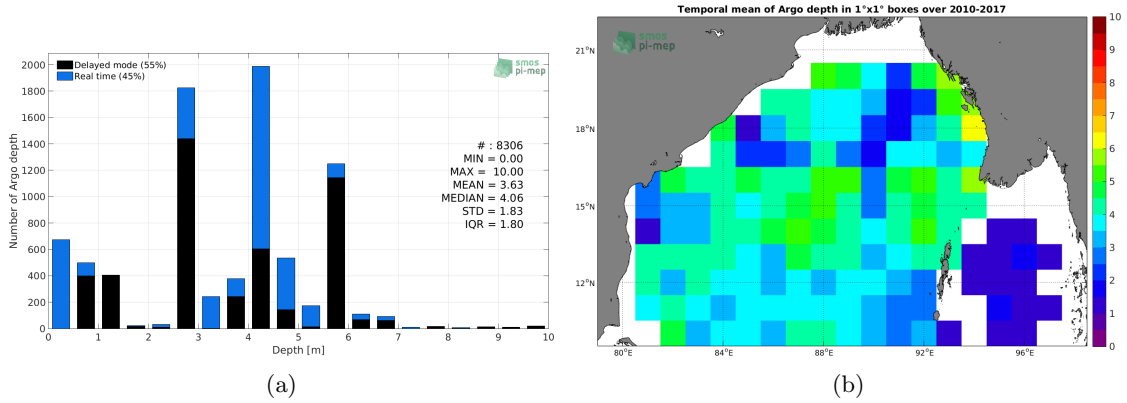 Temporal mean of Argo depth in 1°x1° boxes over 2010-2017
Delayed mode (55%)
Real time (45%)
smos
pi-mep
# : 8306
MIN = 0.00
MAX = 10.00
MEAN = 3.63
MEDIAN = 4.06
STD = 1.83
IQR = 1.80
Number of Argo depth
2000
1800
1600
1400
1200
1000
800
600
400
200
0
0 1 2 3 4 5 6 7 8 9 10
Depth [m]
(a)
smos
pi-mep
21°N
18°N
15°N
12°N
80°E 84°E 88°E 92°E 96°E
10
9
8
7
6
5
4
3
2
1
0
(b)